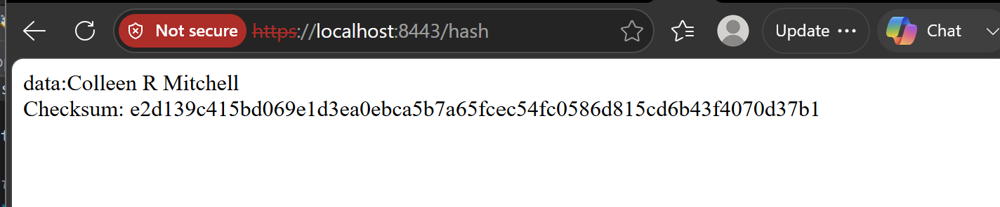 Not secure https://localhost:8443/hash Update Chat
data:Colleen R Mitchell
Checksum: e2d139c415bd069e1d3ea0ebca5b7a65fcec54fc0586d815cd6b43f4070d37b1